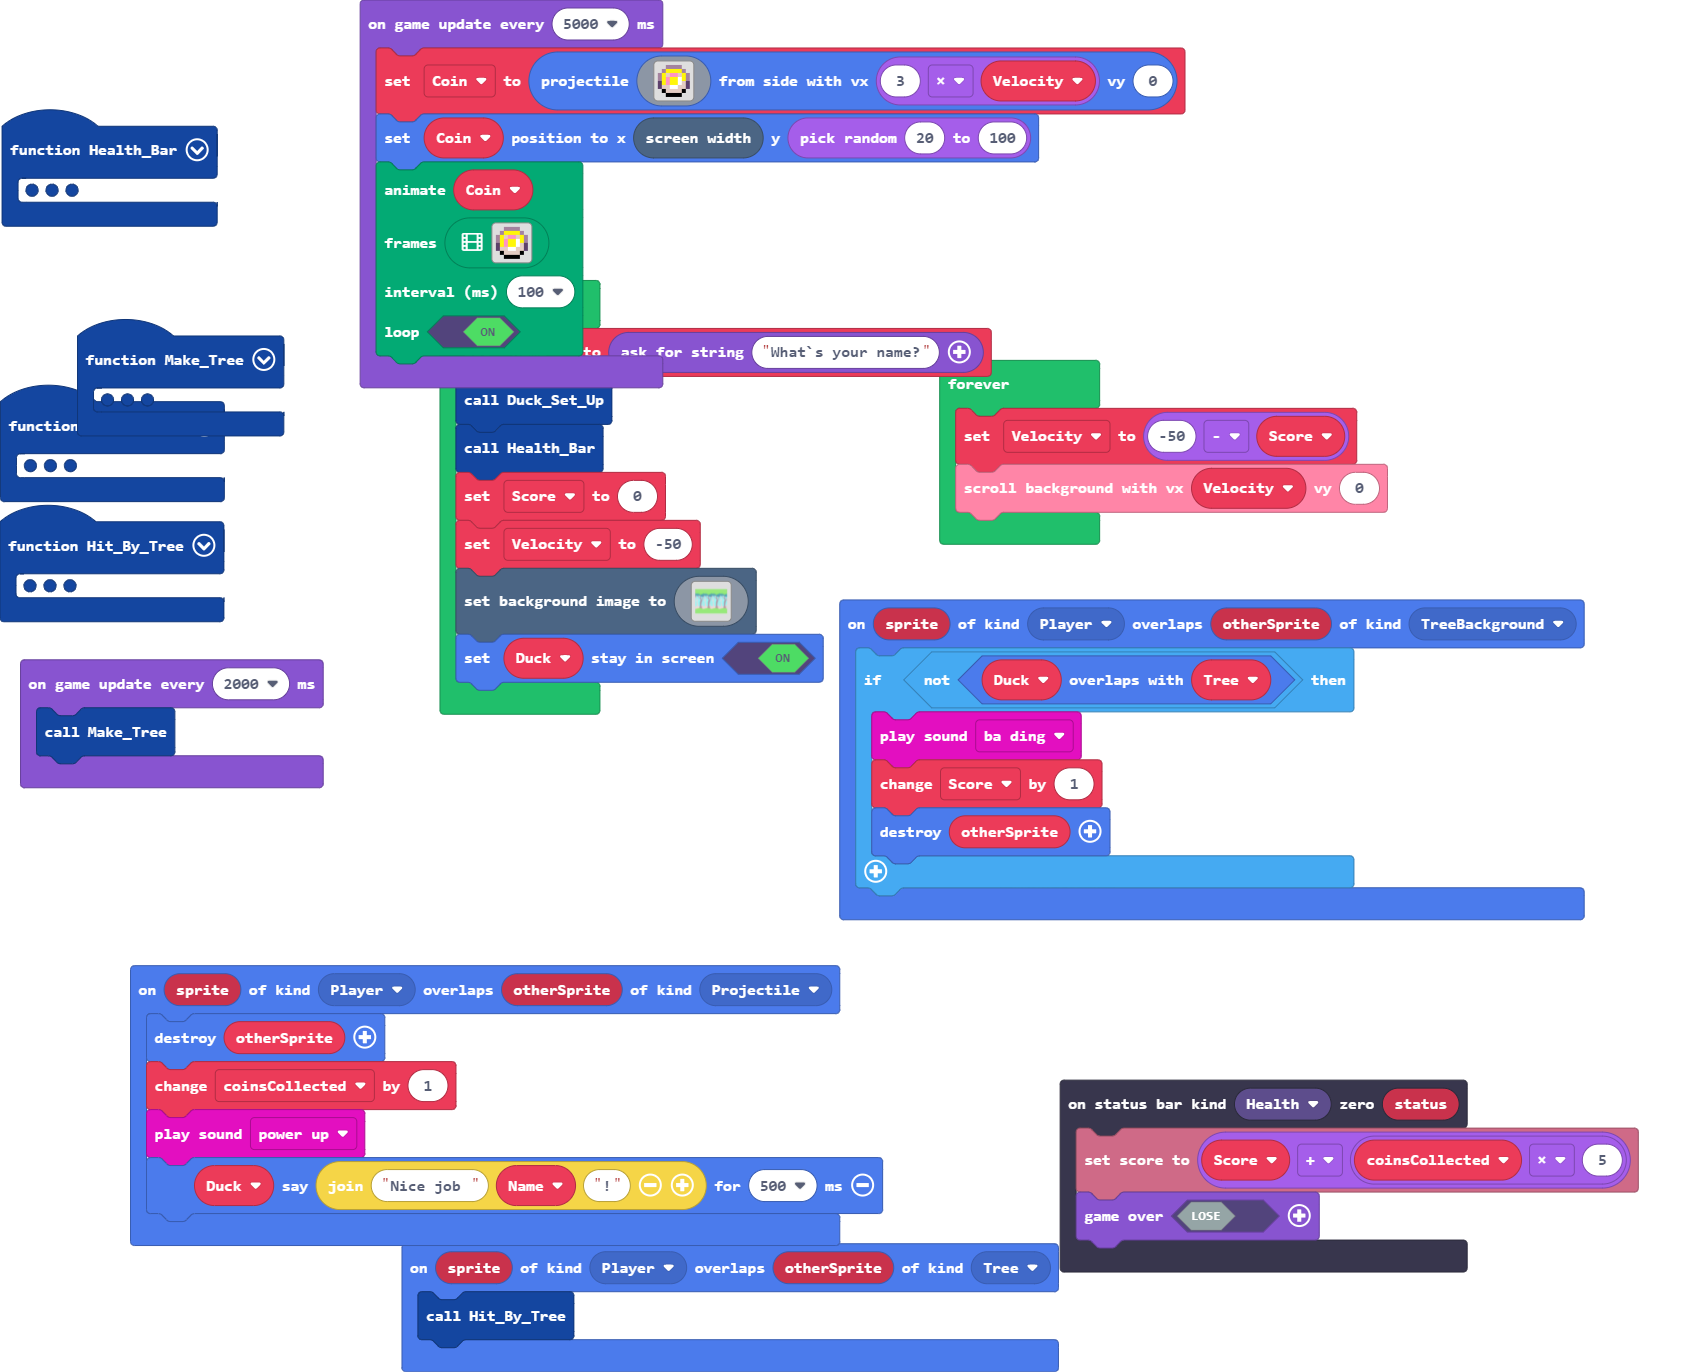 on game update every 5000 ms
set Coin to projectile from side with vx 3 × Velocity vy 0
set Coin position to x screen width y pick random 20 to 100
animate Coin
frames
interval (ms) 100
loop ON
to ask for string "What`s your name?"
call Duck_Set_Up
call Health_Bar
set Score to 0
set Velocity to -50
set background image to
set Duck stay in screen ON
function Health_Bar
function Make_Tree
function
function Hit_By_Tree
on game update every 2000 ms
call Make_Tree
forever
set Velocity to -50 - Score
scroll background with vx Velocity vy 0
on sprite of kind Player overlaps otherSprite of kind TreeBackground
if not Duck overlaps with Tree then
play sound ba ding
change Score by 1
destroy otherSprite
on sprite of kind Player overlaps otherSprite of kind Projectile
destroy otherSprite
change coinsCollected by 1
play sound power up
Duck say join "Nice job " Name "!" for 500 ms
on sprite of kind Player overlaps otherSprite of kind Tree
call Hit_By_Tree
on status bar kind Health zero status
set score to Score + coinsCollected × 5
game over LOSE